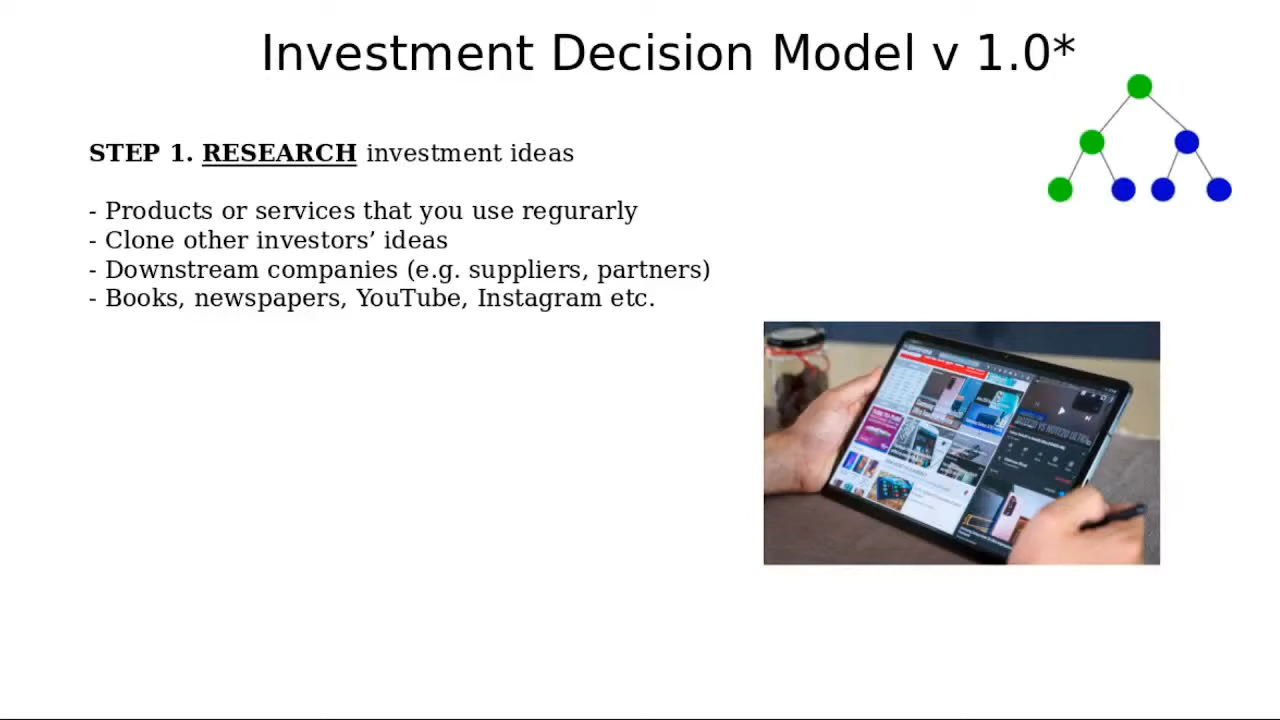 Investment Decision Model v 1.0*
STEP 1. RESEARCH investment ideas
- Products or services that you use regurarly
- Clone other investors’ ideas
- Downstream companies (e.g. suppliers, partners)
- Books, newspapers, YouTube, Instagram etc.